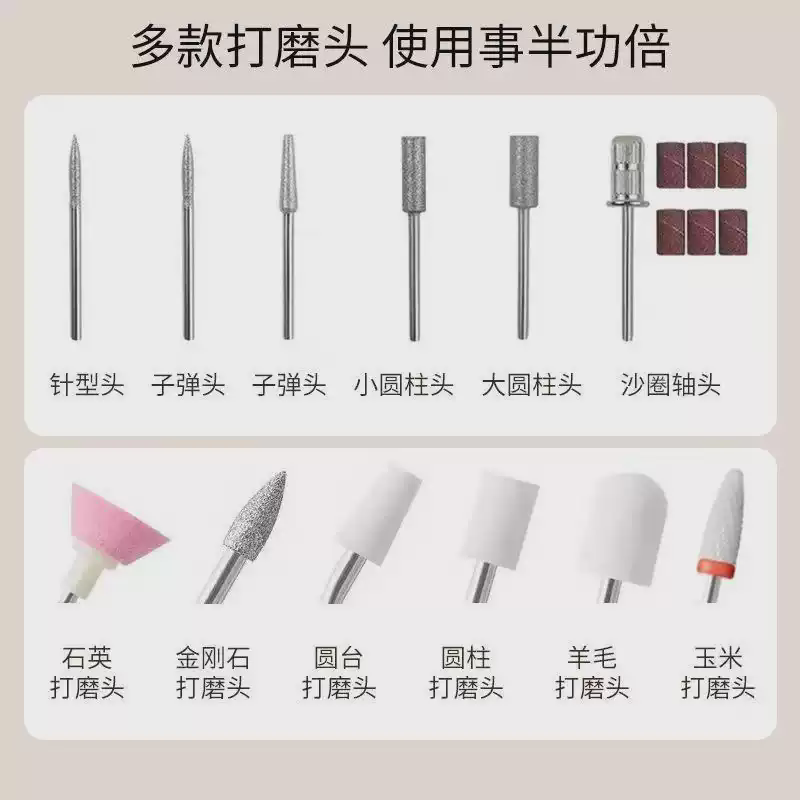 多款打磨头 使用事半功倍
针型头 子弹头 子弹头 小圆柱头 大圆柱头 沙圈轴头
石英 金刚石 圆台 圆柱 羊毛 玉米
打磨头 打磨头 打磨头 打磨头 打磨头 打磨头